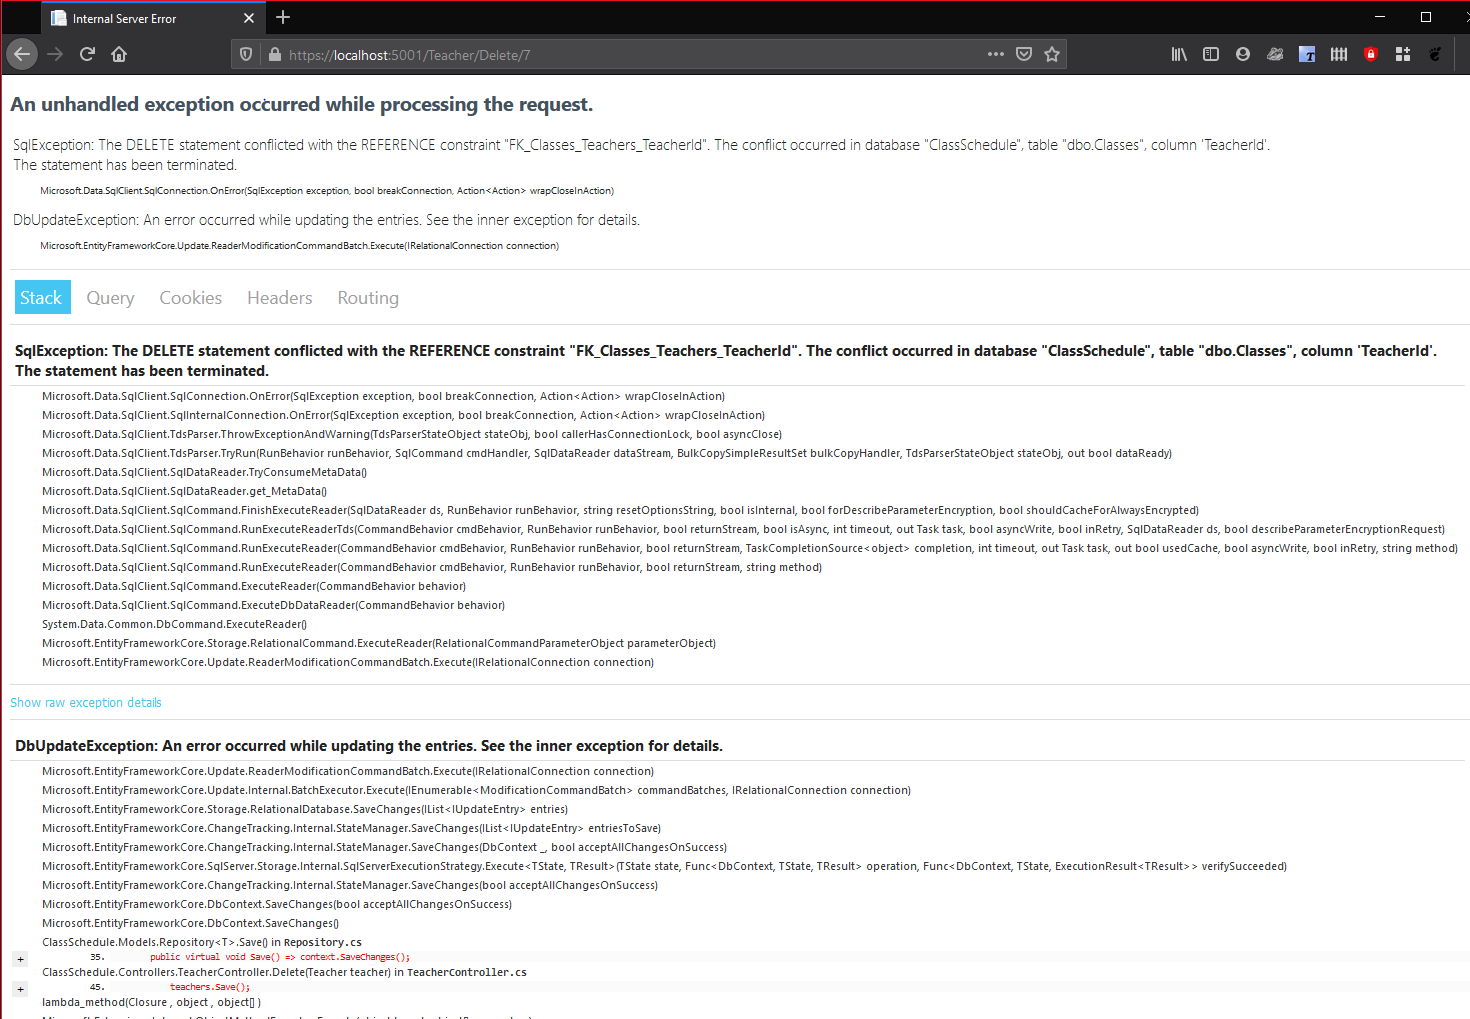 Internal Server Error
https://localhost:5001/Teacher/Delete/7
An unhandled exception occurred while processing the request.
SqlException: The DELETE statement conflicted with the REFERENCE constraint "FK_Classes_Teachers_TeacherId". The conflict occurred in database "ClassSchedule", table "dbo.Classes", column 'TeacherId'.
The statement has been terminated.
Microsoft.Data.SqlClient.SqlConnection.OnError(SqlException exception, bool breakConnection, Action<Action> wrapCloseInAction)
DbUpdateException: An error occurred while updating the entries. See the inner exception for details.
Microsoft.EntityFrameworkCore.Update.ReaderModificationCommandBatch.Execute(IRelationalConnection connection)
Stack Query Cookies Headers Routing
SqlException: The DELETE statement conflicted with the REFERENCE constraint "FK_Classes_Teachers_TeacherId". The conflict occurred in database "ClassSchedule", table "dbo.Classes", column 'TeacherId'.
The statement has been terminated.
Microsoft.Data.SqlClient.SqlConnection.OnError(SqlException exception, bool breakConnection, Action<Action> wrapCloseInAction)
Microsoft.Data.SqlClient.SqlInternalConnection.OnError(SqlException exception, bool breakConnection, Action<Action> wrapCloseInAction)
Microsoft.Data.SqlClient.TdsParser.ThrowExceptionAndWarning(TdsParserStateObject stateObj, bool callerHasConnectionLock, bool asyncClose)
Microsoft.Data.SqlClient.TdsParser.TryRun(RunBehavior runBehavior, SqlCommand cmdHandler, SqlDataReader dataStream, BulkCopySimpleResultSet bulkCopyHandler, TdsParserStateObject stateObj, out bool dataReady)
Microsoft.Data.SqlClient.SqlDataReader.TryConsumeMetaData()
Microsoft.Data.SqlClient.SqlDataReader.get_MetaData()
Microsoft.Data.SqlClient.SqlCommand.FinishExecuteReader(SqlDataReader ds, RunBehavior runBehavior, string resetOptionsString, bool isInternal, bool forDescribeParameterEncryption, bool shouldCacheForAlwaysEncrypted)
Microsoft.Data.SqlClient.SqlCommand.RunExecuteReaderTds(CommandBehavior cmdBehavior, RunBehavior runBehavior, bool returnStream, bool isAsync, int timeout, out Task task, bool asyncWrite, bool inRetry, SqlDataReader ds, bool describeParameterEncryptionRequest)
Microsoft.Data.SqlClient.SqlCommand.RunExecuteReader(CommandBehavior cmdBehavior, RunBehavior runBehavior, bool returnStream, TaskCompletionSource<object> completion, int timeout, out Task task, out bool usedCache, bool asyncWrite, bool inRetry, string method)
Microsoft.Data.SqlClient.SqlCommand.RunExecuteReader(CommandBehavior cmdBehavior, RunBehavior runBehavior, bool returnStream, string method)
Microsoft.Data.SqlClient.SqlCommand.ExecuteReader(CommandBehavior behavior)
Microsoft.Data.SqlClient.SqlCommand.ExecuteDbDataReader(CommandBehavior behavior)
System.Data.Common.DbCommand.ExecuteReader()
Microsoft.EntityFrameworkCore.Storage.RelationalCommand.ExecuteReader(RelationalCommandParameterObject parameterObject)
Microsoft.EntityFrameworkCore.Update.ReaderModificationCommandBatch.Execute(IRelationalConnection connection)
Show raw exception details
DbUpdateException: An error occurred while updating the entries. See the inner exception for details.
Microsoft.EntityFrameworkCore.Update.ReaderModificationCommandBatch.Execute(IRelationalConnection connection)
Microsoft.EntityFrameworkCore.Update.Internal.BatchExecutor.Execute(IEnumerable<ModificationCommandBatch> commandBatches, IRelationalConnection connection)
Microsoft.EntityFrameworkCore.Storage.RelationalDatabase.SaveChanges(IList<IUpdateEntry> entries)
Microsoft.EntityFrameworkCore.ChangeTracking.Internal.StateManager.SaveChanges(IList<IUpdateEntry> entriesToSave)
Microsoft.EntityFrameworkCore.ChangeTracking.Internal.StateManager.SaveChanges(DbContext _, bool acceptAllChangesOnSuccess)
Microsoft.EntityFrameworkCore.SqlServer.Storage.Internal.SqlServerExecutionStrategy.Execute<TState, TResult>(TState state, Func<DbContext, TState, TResult> operation, Func<DbContext, TState, ExecutionResult<TResult>> verifySucceeded)
Microsoft.EntityFrameworkCore.ChangeTracking.Internal.StateManager.SaveChanges(bool acceptAllChangesOnSuccess)
Microsoft.EntityFrameworkCore.DbContext.SaveChanges(bool acceptAllChangesOnSuccess)
Microsoft.EntityFrameworkCore.DbContext.SaveChanges()
ClassSchedule.Models.Repository<T>.Save() in Repository.cs
+ 35. public virtual void Save() => context.SaveChanges();
ClassSchedule.Controllers.TeacherController.Delete(Teacher teacher) in TeacherController.cs
+ 45. teachers.Save();
lambda_method(Closure , object , object[] )